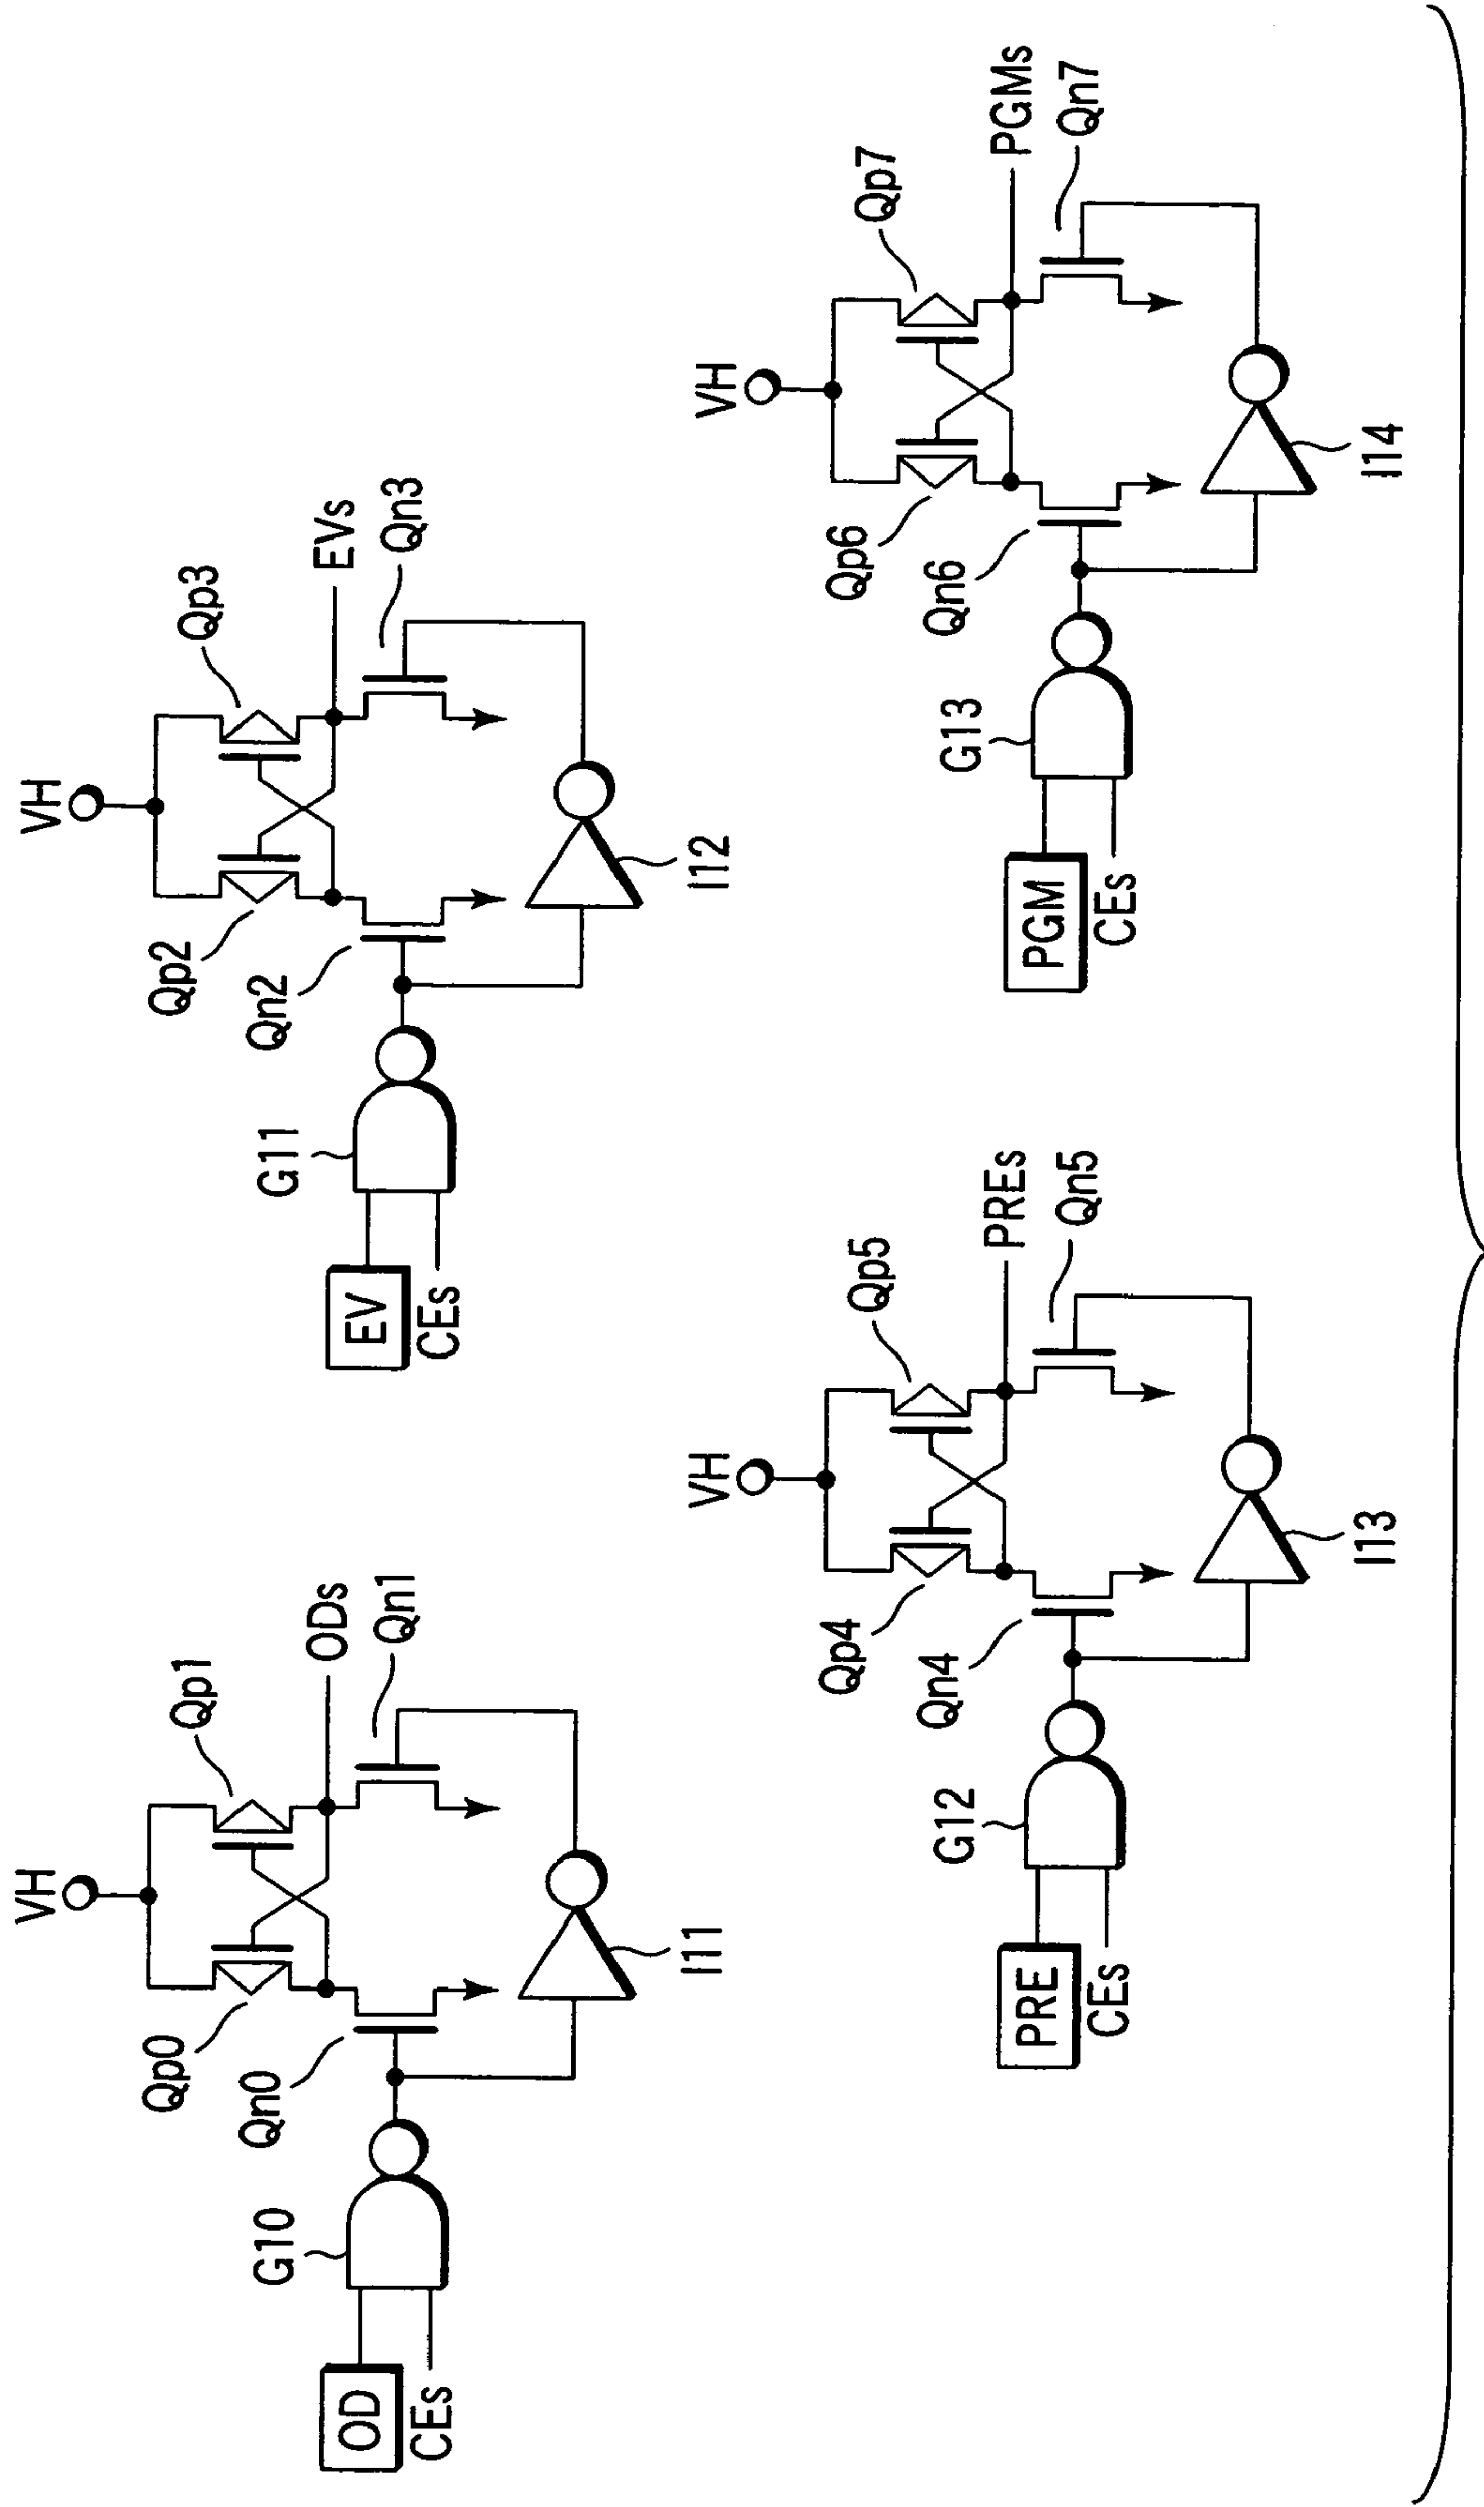 VH
Qp0
Qp1
ODs
Qn0
Qn1
G10
OD
CEs
I11
VH
Qp2
Qp3
EVs
Qn2
Qn3
G11
EV
CEs
I12
VH
Qp4
Qp5
PREs
Qn4
Qn5
G12
PRE
CEs
I13
VH
Qp6
Qp7
PGMs
Qn6
Qn7
G13
PGM
CEs
I14